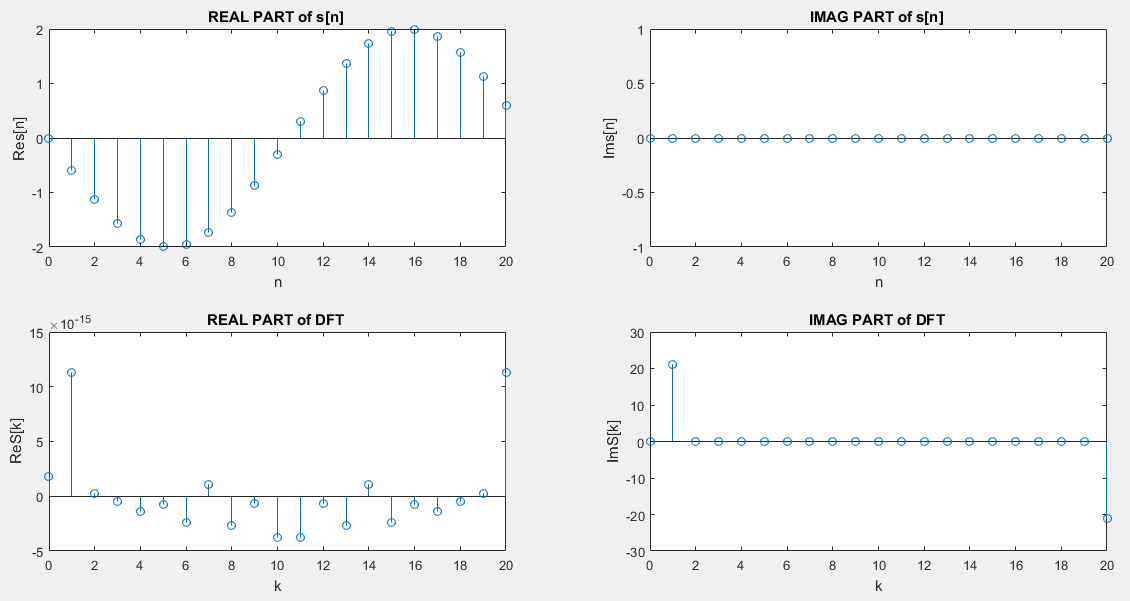 REAL PART of s[n]
2
1
0
-1
-2
Res[n]
0 2 4 6 8 10 12 14 16 18 20
n
IMAG PART of s[n]
1
0.5
0
-0.5
-1
Ims[n]
0 2 4 6 8 10 12 14 16 18 20
n
REAL PART of DFT
×10-15
15
10
5
0
-5
ReS[k]
0 2 4 6 8 10 12 14 16 18 20
k
IMAG PART of DFT
30
20
10
0
-10
-20
-30
ImS[k]
0 2 4 6 8 10 12 14 16 18 20
k